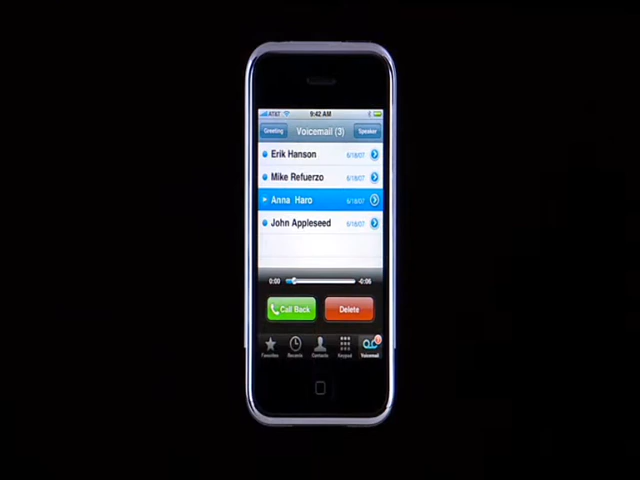 AT&T 9:42 AM
Greeting Voicemail (3) Speaker
Erik Hanson 6/18/07
Mike Refuerzo 6/18/07
Anna Haro 6/18/07
John Appleseed 6/18/07
0:00 -0:06
Call Back Delete
Favorites Recents Contacts Keypad Voicemail